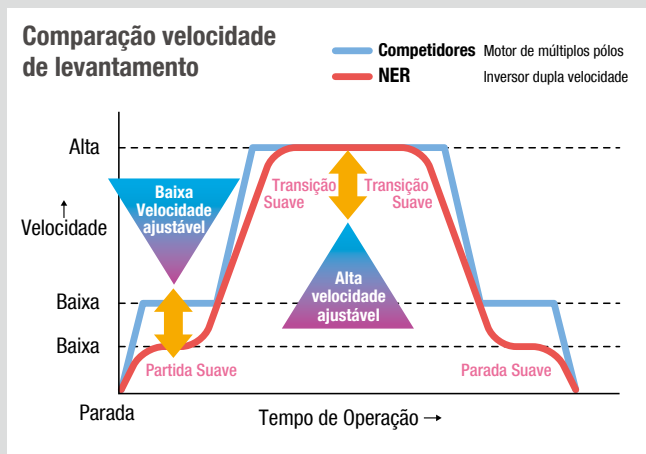 Comparação velocidade
de levantamento
Competidores Motor de múltiplos pólos
NER Inversor dupla velocidade
Alta
Transição
Suave
Transição
Suave
Baixa
Velocidade
ajustável
↑
Velocidade
Alta
velocidade
ajustável
Baixa
Baixa
Partida Suave
Parada Suave
Parada
Tempo de Operação →